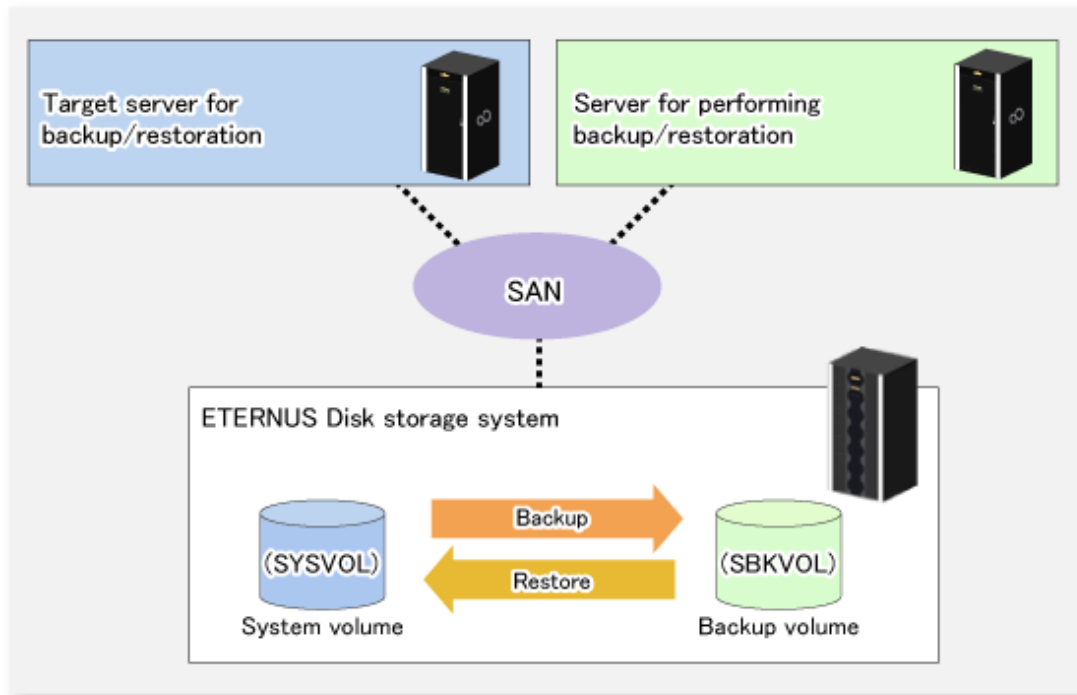 Target server for
backup/restoration
Server for performing
backup/restoration
SAN
ETERNUS Disk storage system
Backup
(SYSVOL)
(SBKVOL)
Restore
System volume
Backup volume